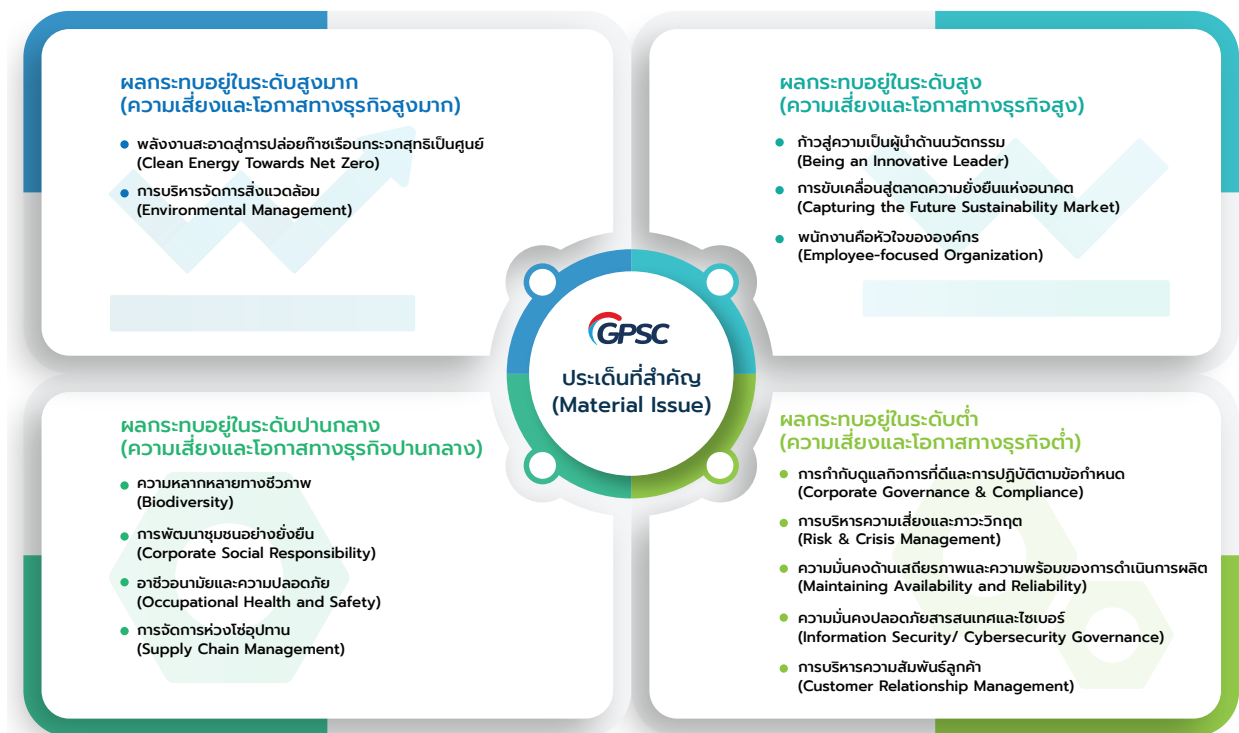 ผลกระทบอยู่ในระดับสูงมาก
(ความเสี่ยงและโอกาสทางธุรกิจสูงมาก)
พลังงานสะอาดสู่การปล่อยก๊าซเรือนกระจกสุทธิเป็นศูนย์
(Clean Energy Towards Net Zero)
การบริหารจัดการสิ่งแวดล้อม
(Environmental Management)
ผลกระทบอยู่ในระดับสูง
(ความเสี่ยงและโอกาสทางธุรกิจสูง)
ก้าวสู่ความเป็นผู้นำด้านนวัตกรรม
(Being an Innovative Leader)
การขับเคลื่อนสู่ตลาดความยั่งยืนแห่งอนาคต
(Capturing the Future Sustainability Market)
พนักงานคือหัวใจขององค์กร
(Employee-focused Organization)
GPSC
ประเด็นที่สำคัญ
(Material Issue)
ผลกระทบอยู่ในระดับปานกลาง
(ความเสี่ยงและโอกาสทางธุรกิจปานกลาง)
ความหลากหลายทางชีวภาพ
(Biodiversity)
การพัฒนาชุมชนอย่างยั่งยืน
(Corporate Social Responsibility)
อาชีวอนามัยและความปลอดภัย
(Occupational Health and Safety)
การจัดการห่วงโซ่อุปทาน
(Supply Chain Management)
ผลกระทบอยู่ในระดับต่ำ
(ความเสี่ยงและโอกาสทางธุรกิจต่ำ)
การกำกับดูแลกิจการที่ดีและการปฏิบัติตามข้อกำหนด
(Corporate Governance & Compliance)
การบริหารความเสี่ยงและภาวะวิกฤต
(Risk & Crisis Management)
ความมั่นคงด้านเสถียรภาพและความพร้อมของการดำเนินการผลิต
(Maintaining Availability and Reliability)
ความมั่นคงปลอดภัยสารสนเทศและไซเบอร์
(Information Security/ Cybersecurity Governance)
การบริหารความสัมพันธ์ลูกค้า
(Customer Relationship Management)